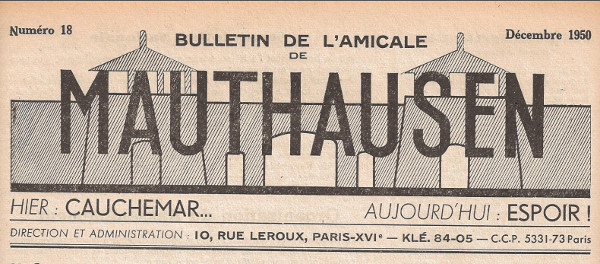 Numéro 18
Décembre 1950
BULLETIN DE L'AMICALE
DE
MAUTHAUSEN
HIER : CAUCHEMAR...
AUJOURD'HUI : ESPOIR !
DIRECTION ET ADMINISTRATION : 10, RUE LEROUX, PARIS-XVIᵉ — KLÉ. 84-05 — C.C.P. 5331-73 Paris